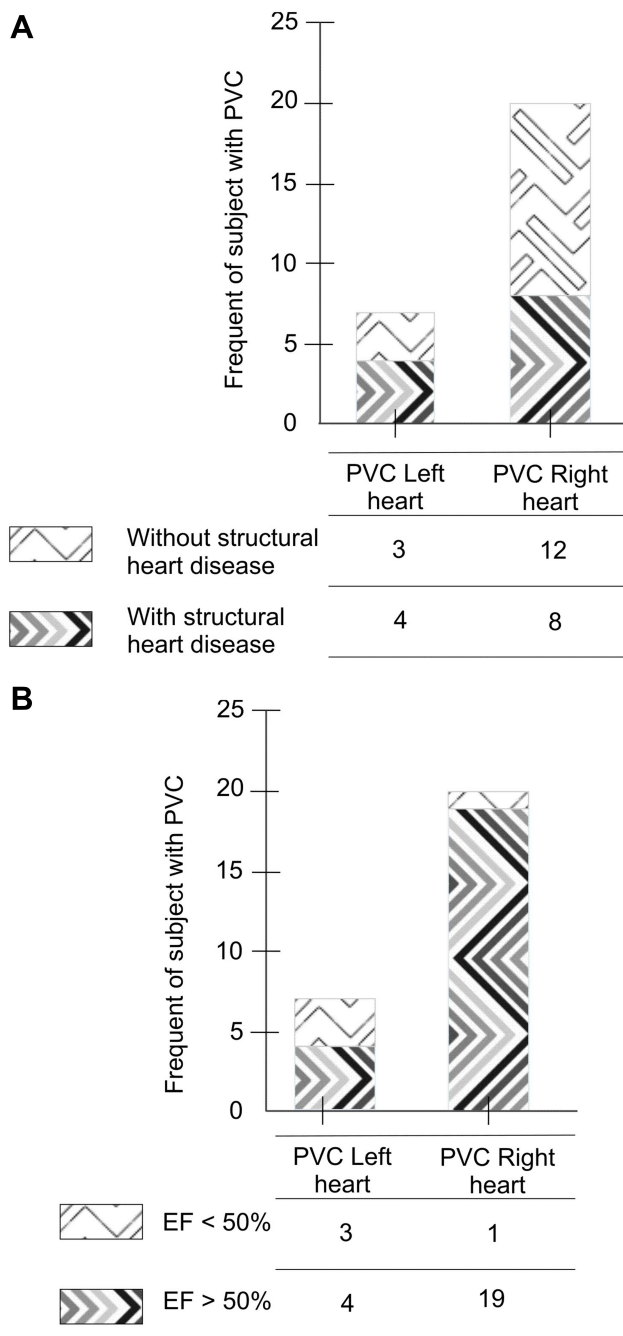 A
Frequent of subject with PVC
25
20
15
10
5
0
PVC Left heart
PVC Right heart
Without structural heart disease
3
12
With structural heart disease
4
8
B
Frequent of subject with PVC
25
20
15
10
5
0
PVC Left heart
PVC Right heart
EF < 50%
3
1
EF > 50%
4
19